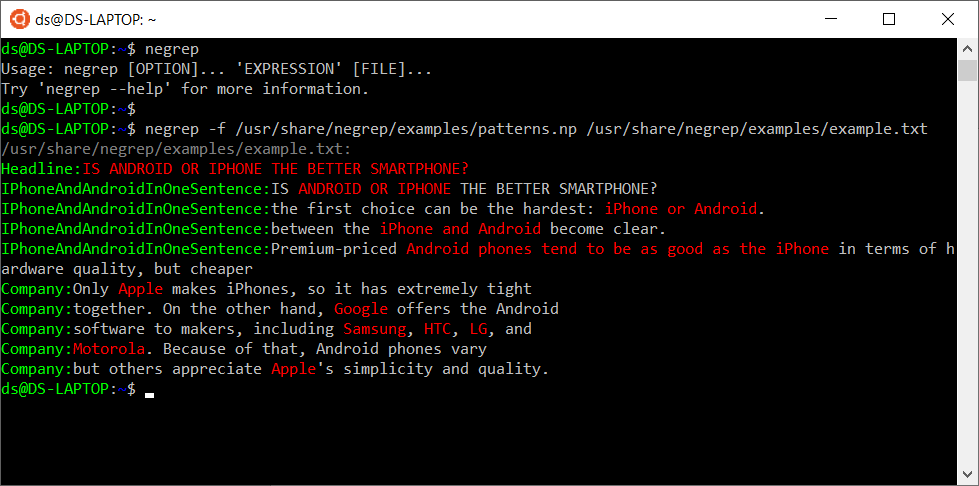 ds@DS-LAPTOP: ~
ds@DS-LAPTOP:~$ negrep
Usage: negrep [OPTION]... 'EXPRESSION' [FILE]...
Try 'negrep --help' for more information.
ds@DS-LAPTOP:~$
ds@DS-LAPTOP:~$ negrep -f /usr/share/negrep/examples/patterns.np /usr/share/negrep/examples/example.txt
/usr/share/negrep/examples/example.txt:
Headline:IS ANDROID OR IPHONE THE BETTER SMARTPHONE?
IPhoneAndAndroidInOneSentence:IS ANDROID OR IPHONE THE BETTER SMARTPHONE?
IPhoneAndAndroidInOneSentence:the first choice can be the hardest: iPhone or Android.
IPhoneAndAndroidInOneSentence:between the iPhone and Android become clear.
IPhoneAndAndroidInOneSentence:Premium-priced Android phones tend to be as good as the iPhone in terms of h
ardware quality, but cheaper
Company:Only Apple makes iPhones, so it has extremely tight
Company:together. On the other hand, Google offers the Android
Company:software to makers, including Samsung, HTC, LG, and
Company:Motorola. Because of that, Android phones vary
Company:but others appreciate Apple's simplicity and quality.
ds@DS-LAPTOP:~$